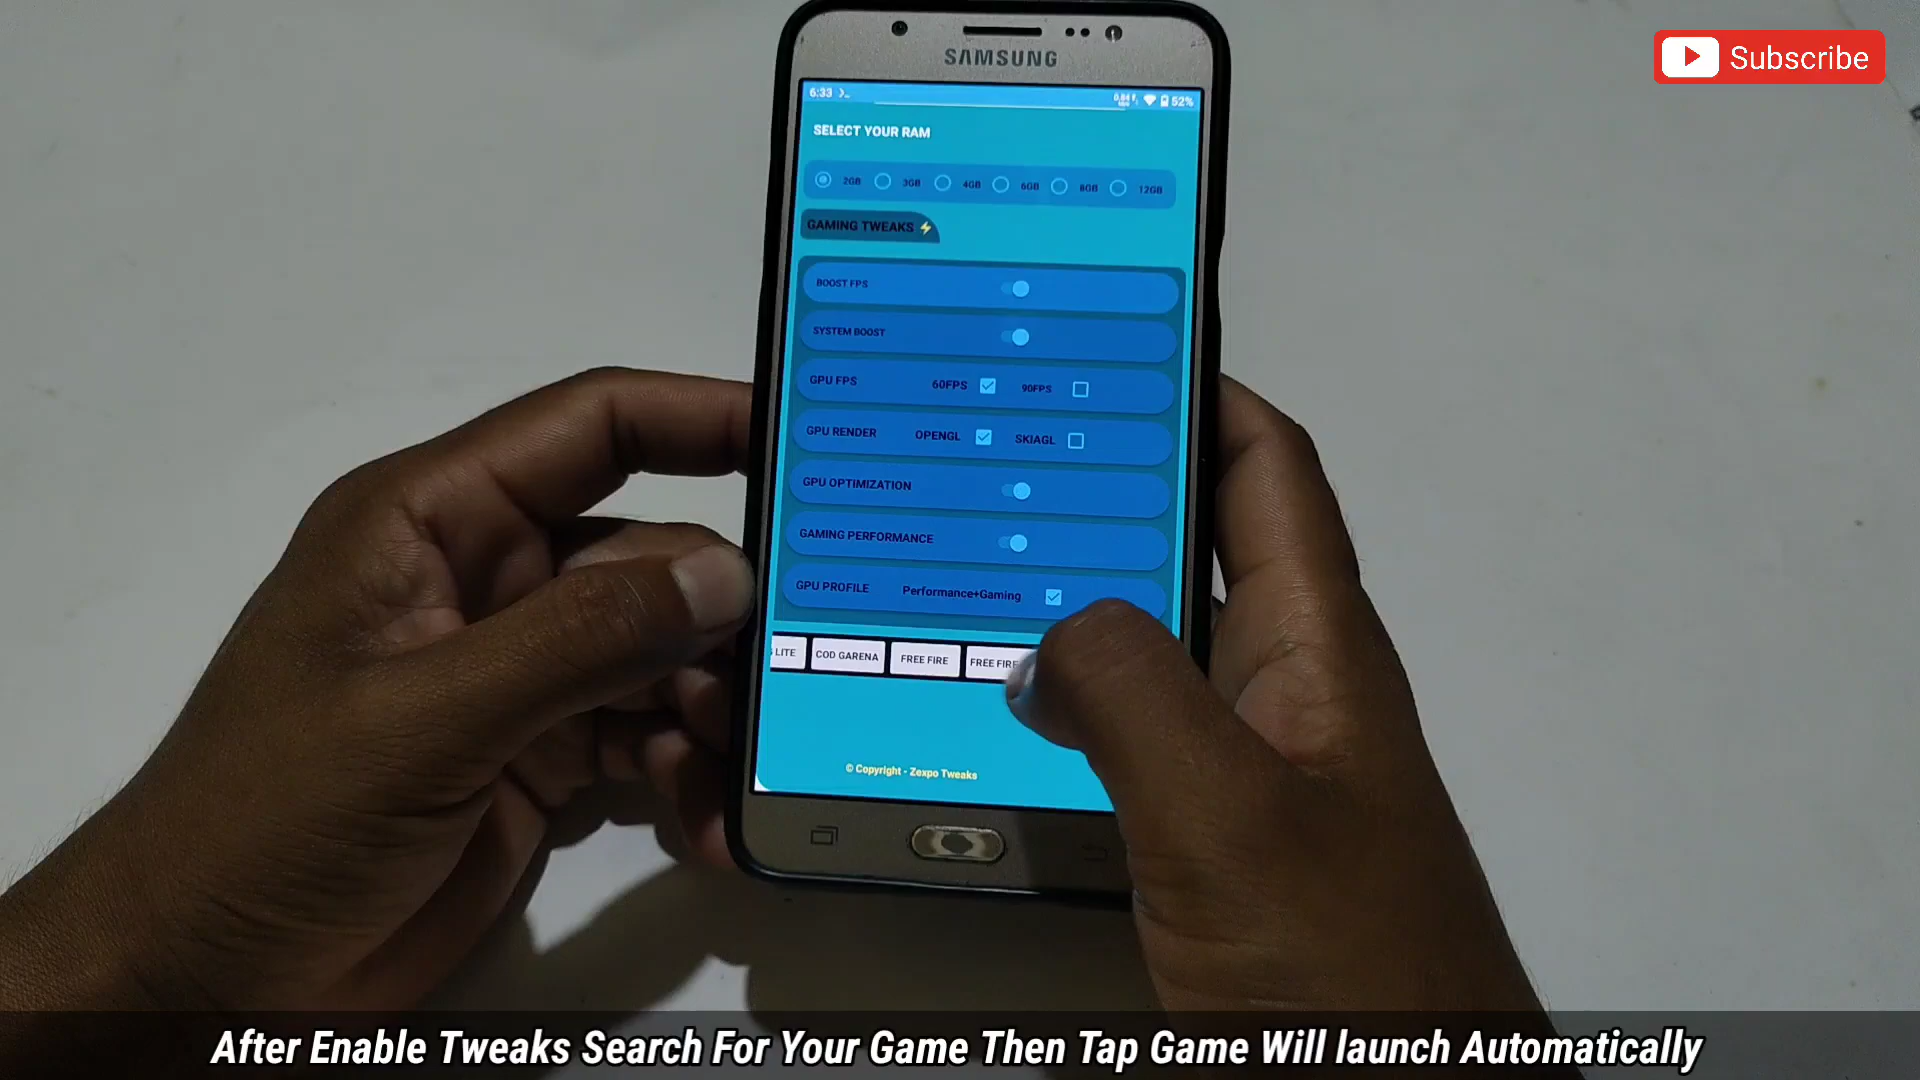 Subscribe
SAMSUNG
6:33
52%
SELECT YOUR RAM
2GB 3GB 4GB 6GB 8GB 12GB
GAMING TWEAKS⚡
BOOST FPS
SYSTEM BOOST
GPU FPS 60FPS 90FPS
GPU RENDER OPENGL SKIAGL
GPU OPTIMIZATION
GAMING PERFORMANCE
GPU PROFILE Performance+Gaming
LITE COD GARENA FREE FIRE FREE FIRE
© Copyright - Zexpo Tweaks
After Enable Tweaks Search For Your Game Then Tap Game Will launch Automatically